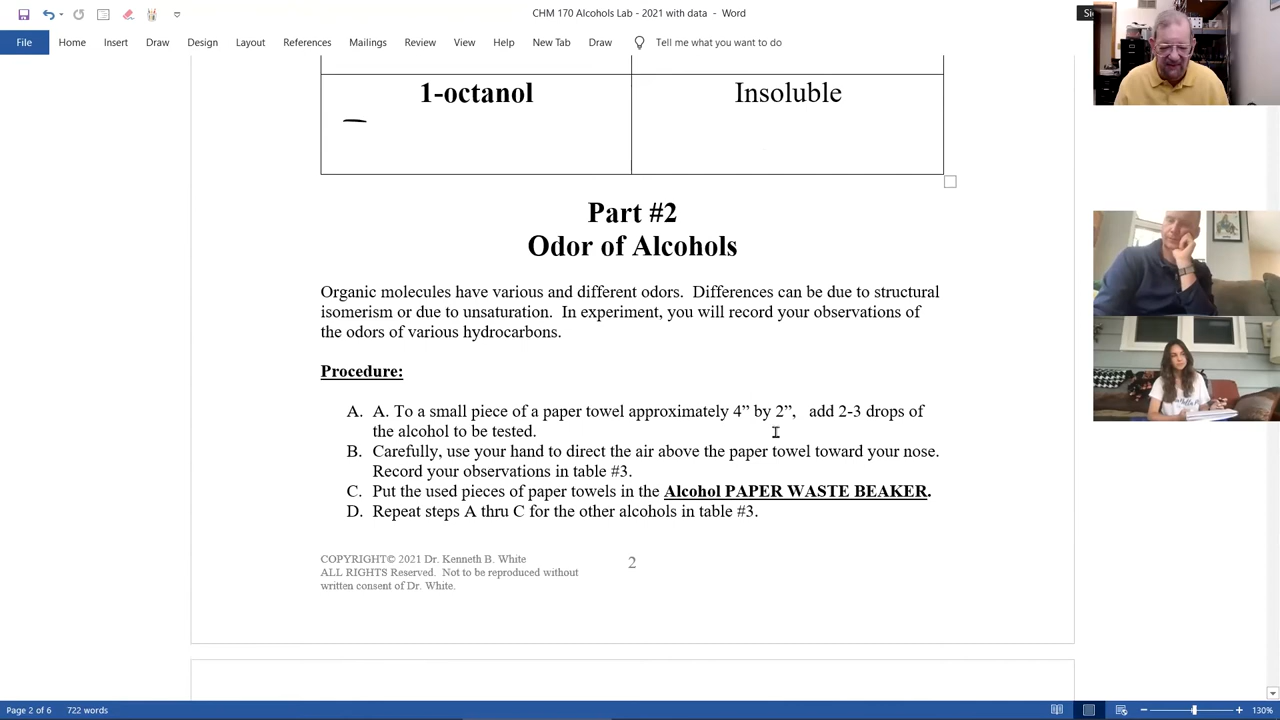 CHM 170 Alcohols Lab - 2021 with data - Word
File Home Insert Draw Design Layout References Mailings Review View Help New Tab Draw Tell me what you want to do
1-octanol Insoluble
Part #2
Odor of Alcohols
Organic molecules have various and different odors. Differences can be due to structural
isomerism or due to unsaturation. In experiment, you will record your observations of
the odors of various hydrocarbons.
Procedure:
A. A. To a small piece of a paper towel approximately 4” by 2”, add 2-3 drops of
the alcohol to be tested.
B. Carefully, use your hand to direct the air above the paper towel toward your nose.
Record your observations in table #3.
C. Put the used pieces of paper towels in the Alcohol PAPER WASTE BEAKER.
D. Repeat steps A thru C for the other alcohols in table #3.
COPYRIGHT© 2021 Dr. Kenneth B. White
ALL RIGHTS Reserved. Not to be reproduced without
written consent of Dr. White.
2
Page 2 of 6 722 words 130%